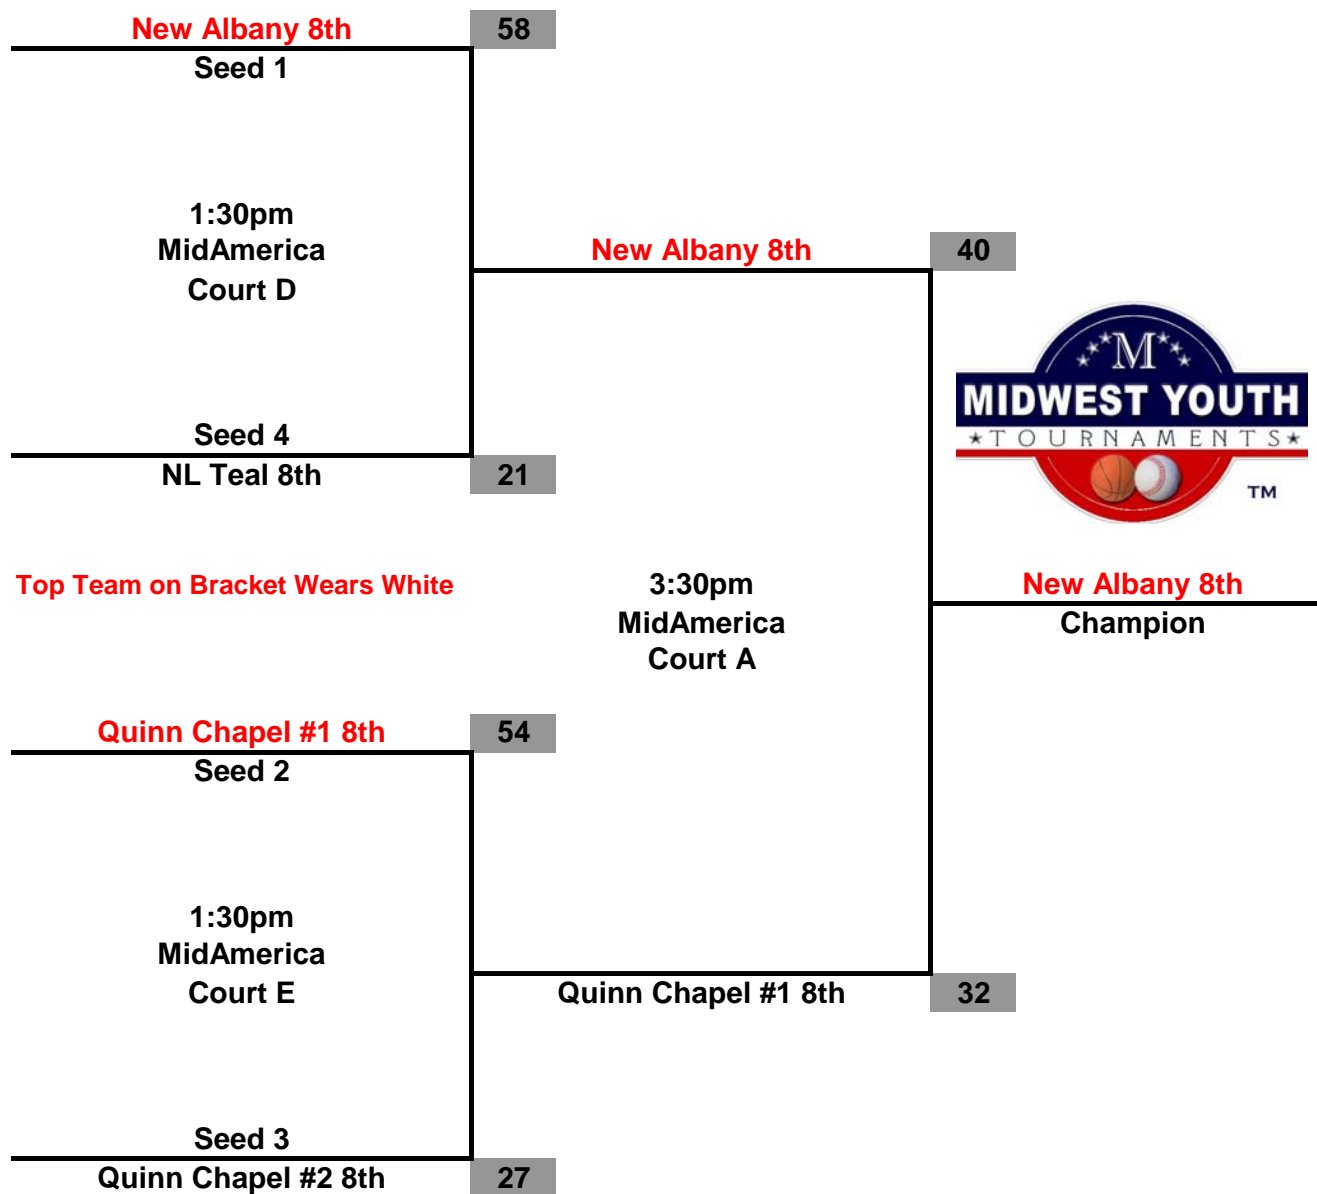 New Albany 8th 58
Seed 1
1:30pm
MidAmerica
Court D
New Albany 8th 40
M
MIDWEST YOUTH
TOURNAMENTS
TM
Seed 4
NL Teal 8th 21
Top Team on Bracket Wears White
3:30pm
MidAmerica
Court A
New Albany 8th
Champion
Quinn Chapel #1 8th 54
Seed 2
1:30pm
MidAmerica
Court E
Quinn Chapel #1 8th 32
Seed 3
Quinn Chapel #2 8th 27